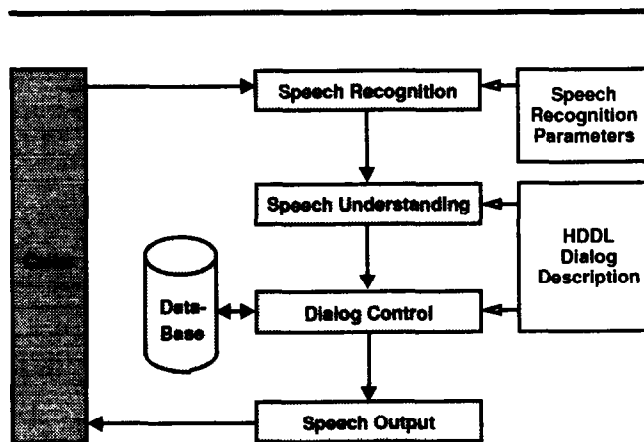 Speech Recognition
Speech
Recognition
Parameters
Speech Understanding
HDDL
Dialog
Description
Data-
Base
Dialog Control
Speech Output